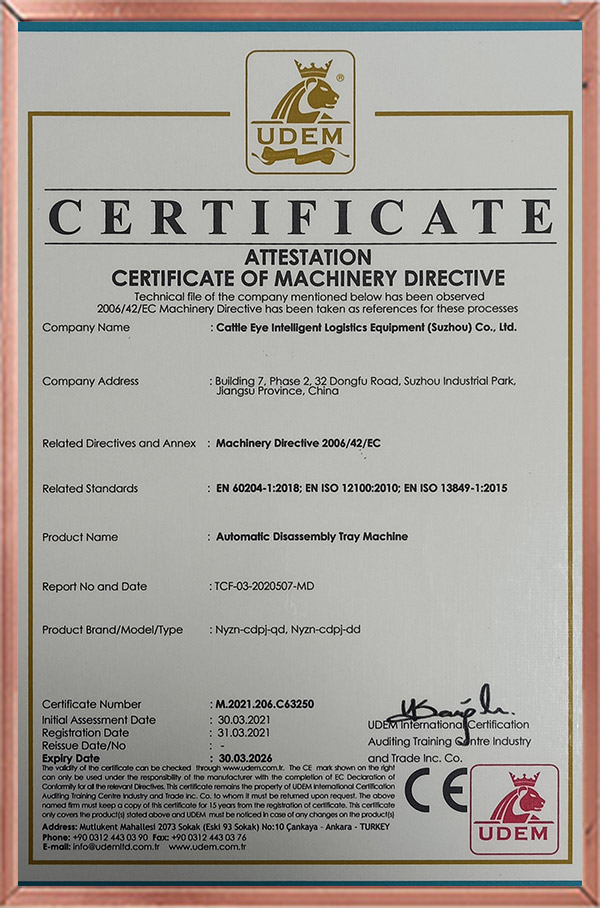 ®
UDEM
CERTIFICATE
ATTESTATION
CERTIFICATE OF MACHINERY DIRECTIVE
Technical file of the company mentioned below has been observed
2006/42/EC Machinery Directive has been taken as references for these processes
Company Name : Cattle Eye Intelligent Logistics Equipment (Suzhou) Co., Ltd.
Company Address : Building 7, Phase 2, 32 Dongfu Road, Suzhou Industrial Park,
Jiangsu Province, China
Related Directives and Annex : Machinery Directive 2006/42/EC
Related Standards : EN 60204-1:2018; EN ISO 12100:2010; EN ISO 13849-1:2015
Product Name : Automatic Disassembly Tray Machine
Report No and Date : TCF-03-2020507-MD
Product Brand/Model/Type : Nyzn-cdpj-qd, Nyzn-cdpj-dd
Certificate Number : M.2021.206.C63250
Initial Assessment Date : 30.03.2021
Registration Date : 31.03.2021
Reissue Date/No : -
Expiry Date : 30.03.2026
UDEM International Certification
Auditing Training Centre Industry
and Trade Inc. Co.
The validity of the certificate can be checked through www.udem.com.tr. The CE mark shown on the right
can only be used under the responsibility of the manufacturer with the completion of EC Declaration of
Conformity for all the relevant Directives. This certificate remains the property of UDEM International Certification
Auditing Training Centre Industry and Trade Inc. Co. to whom it must be returned upon request. The above
named firm must keep a copy of this certificate for 15 years from the registration of certificate. This certificate
only covers the product(s) stated above and UDEM must be noticed in case of any changes on the product(s)
Address: Mutlukent Mahallesi 2073 Sokak (Eski 93 Sokak) No:10 Çankaya - Ankara - TURKEY
Phone: +90 0312 443 03 90 Fax: +90 0312 443 03 76
E-mail: info@udemltd.com.tr www.udem.com.tr
CE
UDEM